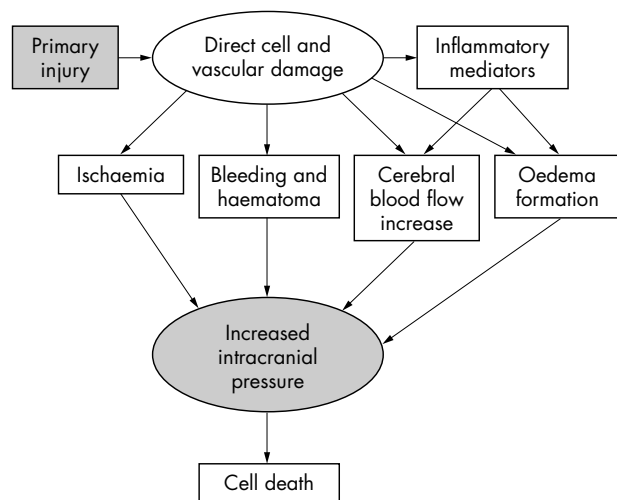 Primary
injury
Direct cell and
vascular damage
Inflammatory
mediators
Ischaemia
Bleeding and
haematoma
Cerebral
blood flow
increase
Oedema
formation
Increased
intracranial
pressure
Cell death